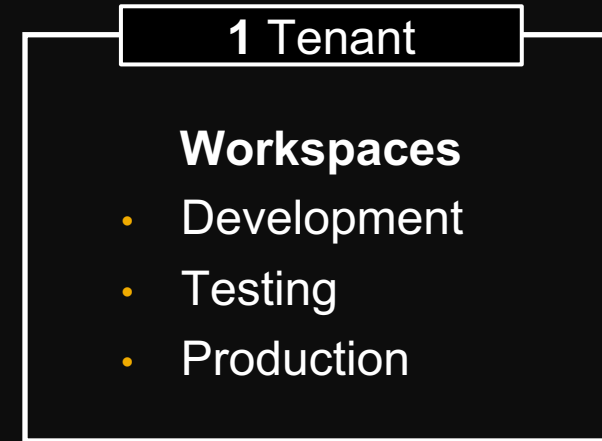 1 Tenant
Workspaces
• Development
• Testing
• Production